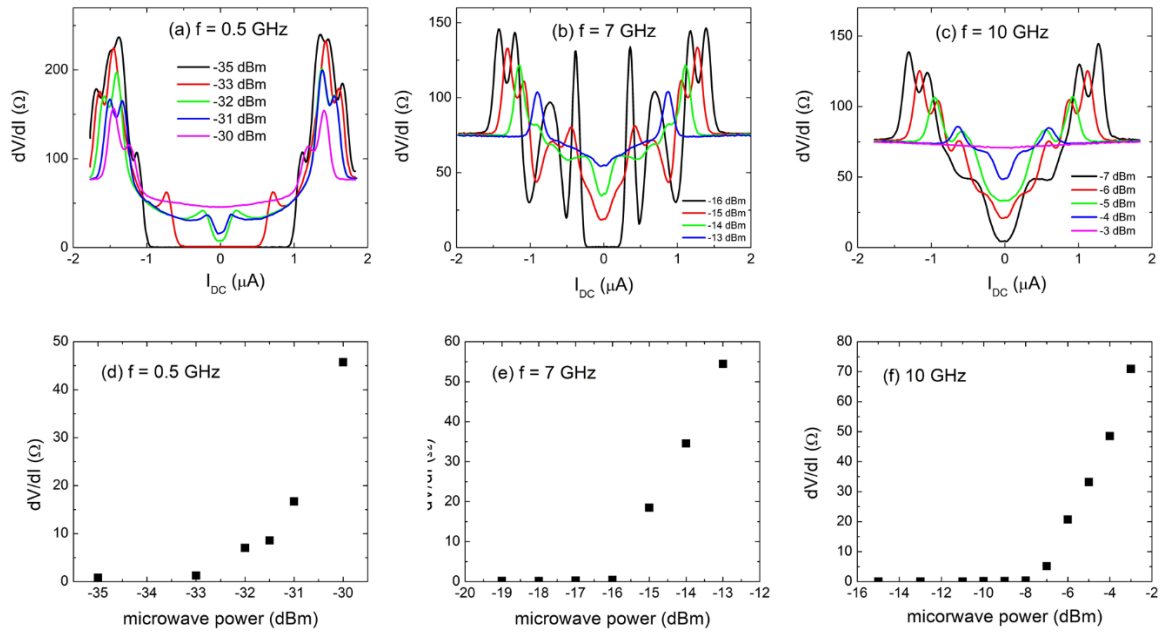 (a) f = 0.5 GHz
-35 dBm
-33 dBm
-32 dBm
-31 dBm
-30 dBm
dV/dI (Ω)
0
100
200
-2
-1
0
1
2
I_DC (μA)
(b) f = 7 GHz
-16 dBm
-15 dBm
-14 dBm
-13 dBm
dV/dI (Ω)
0
50
100
150
-2
-1
0
1
2
I_DC (μA)
(c) f = 10 GHz
-7 dBm
-6 dBm
-5 dBm
-4 dBm
-3 dBm
dV/dI (Ω)
0
50
100
150
-2
-1
0
1
2
I_DC (μA)
(d) f = 0.5 GHz
dV/dI (Ω)
0
10
20
30
40
50
-35
-34
-33
-32
-31
-30
microwave power (dBm)
(e) f = 7 GHz
dV/dI (Ω)
0
10
20
30
40
50
60
-20
-19
-18
-17
-16
-15
-14
-13
-12
microwave power (dBm)
(f) 10 GHz
dV/dI (Ω)
0
10
20
30
40
50
60
70
80
-16
-14
-12
-10
-8
-6
-4
-2
micorwave power (dBm)